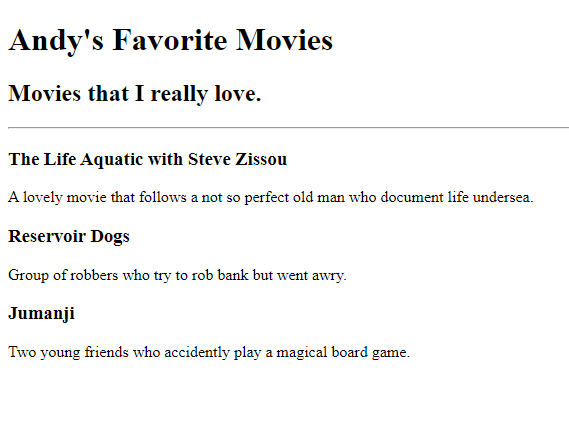 Andy's Favorite Movies
Movies that I really love.
The Life Aquatic with Steve Zissou
A lovely movie that follows a not so perfect old man who document life undersea.
Reservoir Dogs
Group of robbers who try to rob bank but went awry.
Jumanji
Two young friends who accidently play a magical board game.